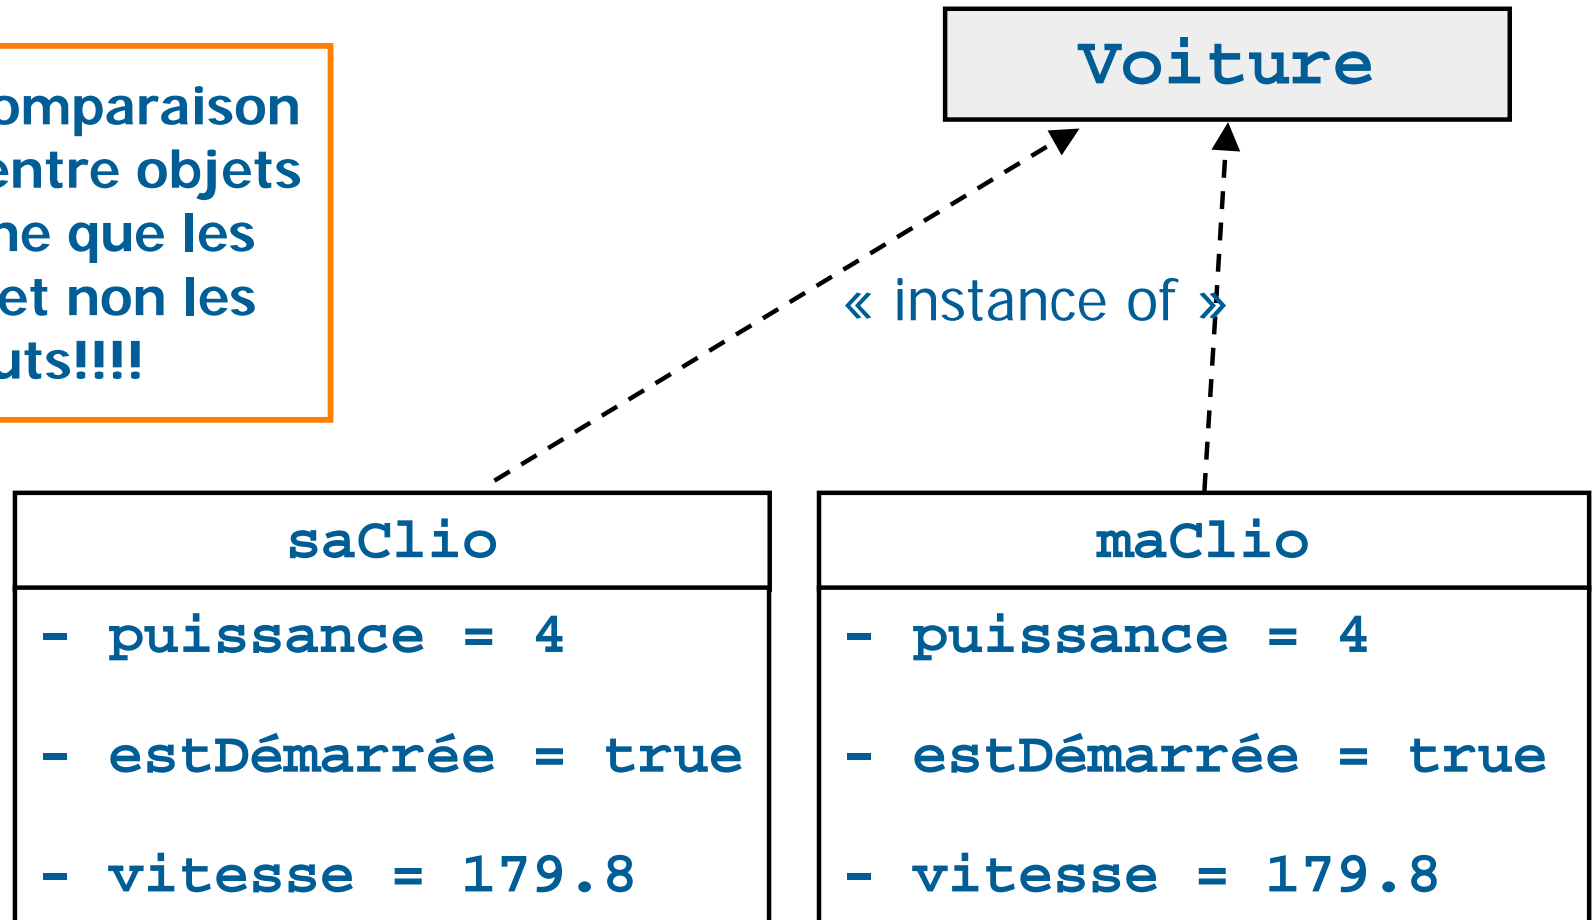 Voiture
omparaison
entre objets
ne que les
et non les
uts!!!!
« instance of »
saClio
- puissance = 4
- estDémarrée = true
- vitesse = 179.8
maClio
- puissance = 4
- estDémarrée = true
- vitesse = 179.8